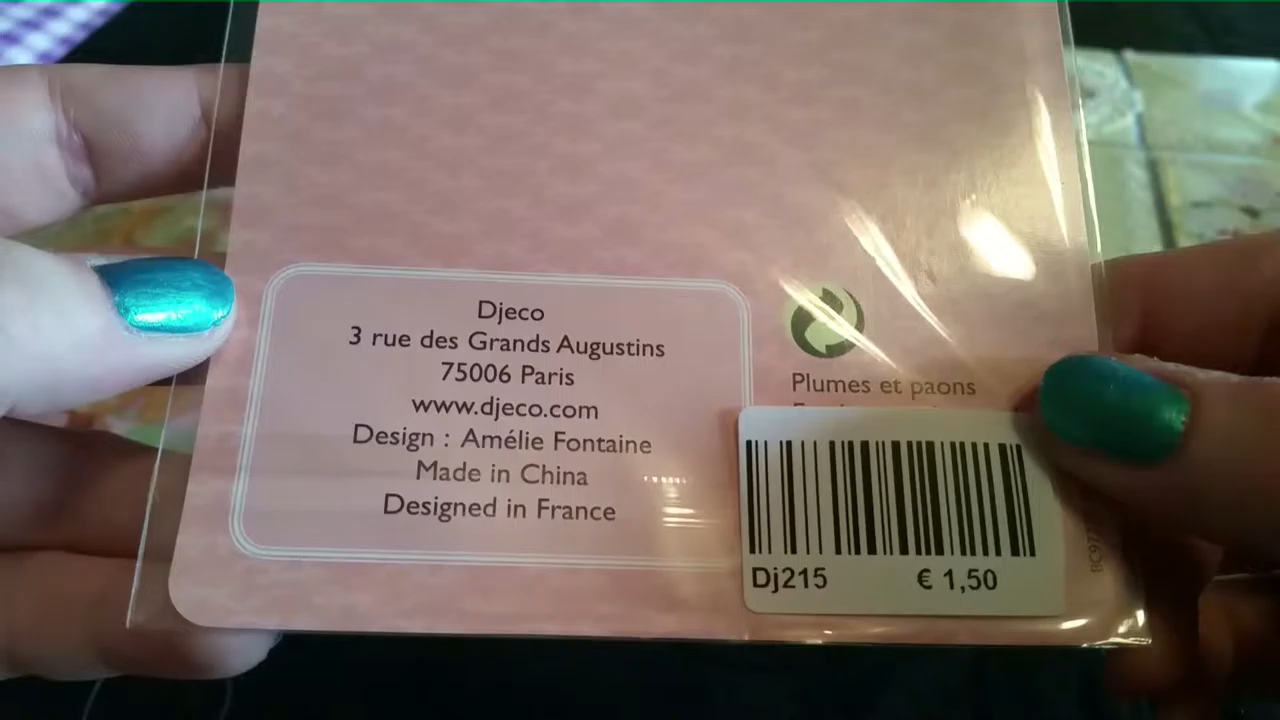 Djeco
3 rue des Grands Augustins
75006 Paris
www.djeco.com
Design : Amélie Fontaine
Made in China
Designed in France
Plumes et paons
Dj215
€ 1,50